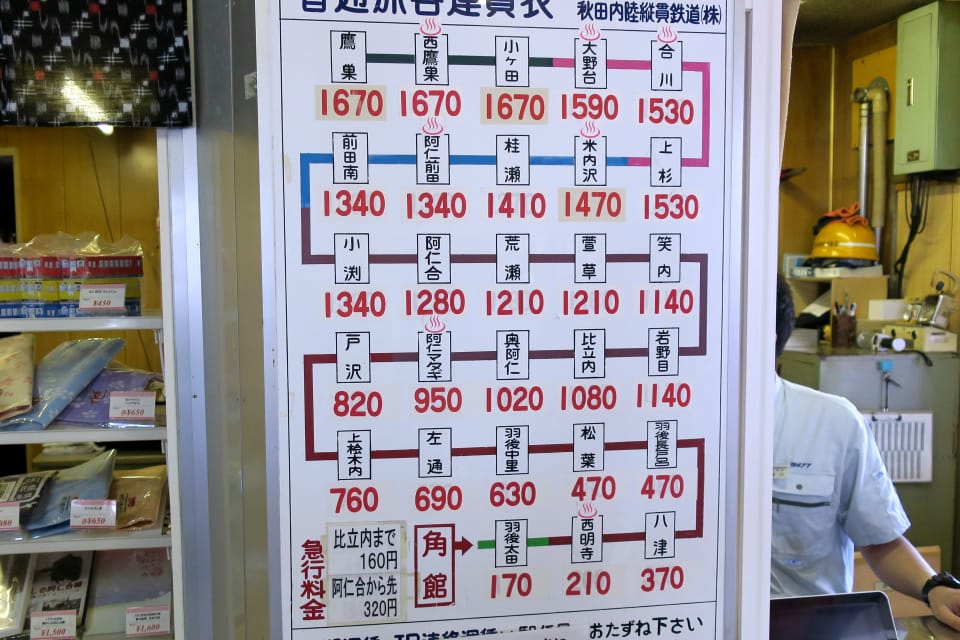 普通旅客運賃表
秋田内陸縦貫鉄道(株)
鷹巣 西鷹巣 小ヶ田 大野台 合川
1670 1670 1670 1590 1530
前田南 阿仁前田 桂瀬 米内沢 上杉
1340 1340 1410 1470 1530
小渕 阿仁合 荒瀬 萱草 笑内
1340 1280 1210 1210 1140
戸沢 阿仁マタギ 奥阿仁 比立内 岩野目
820 950 1020 1080 1140
上桧木内 左通 羽後中里 松葉 羽後長戸呂
760 690 630 470 470
急行料金
比立内まで
160円
阿仁合から先
320円
角館
羽後太田 西明寺 八津
170 210 370
おたずね下さい
¥450
¥650
¥650
¥1,500
¥1,600